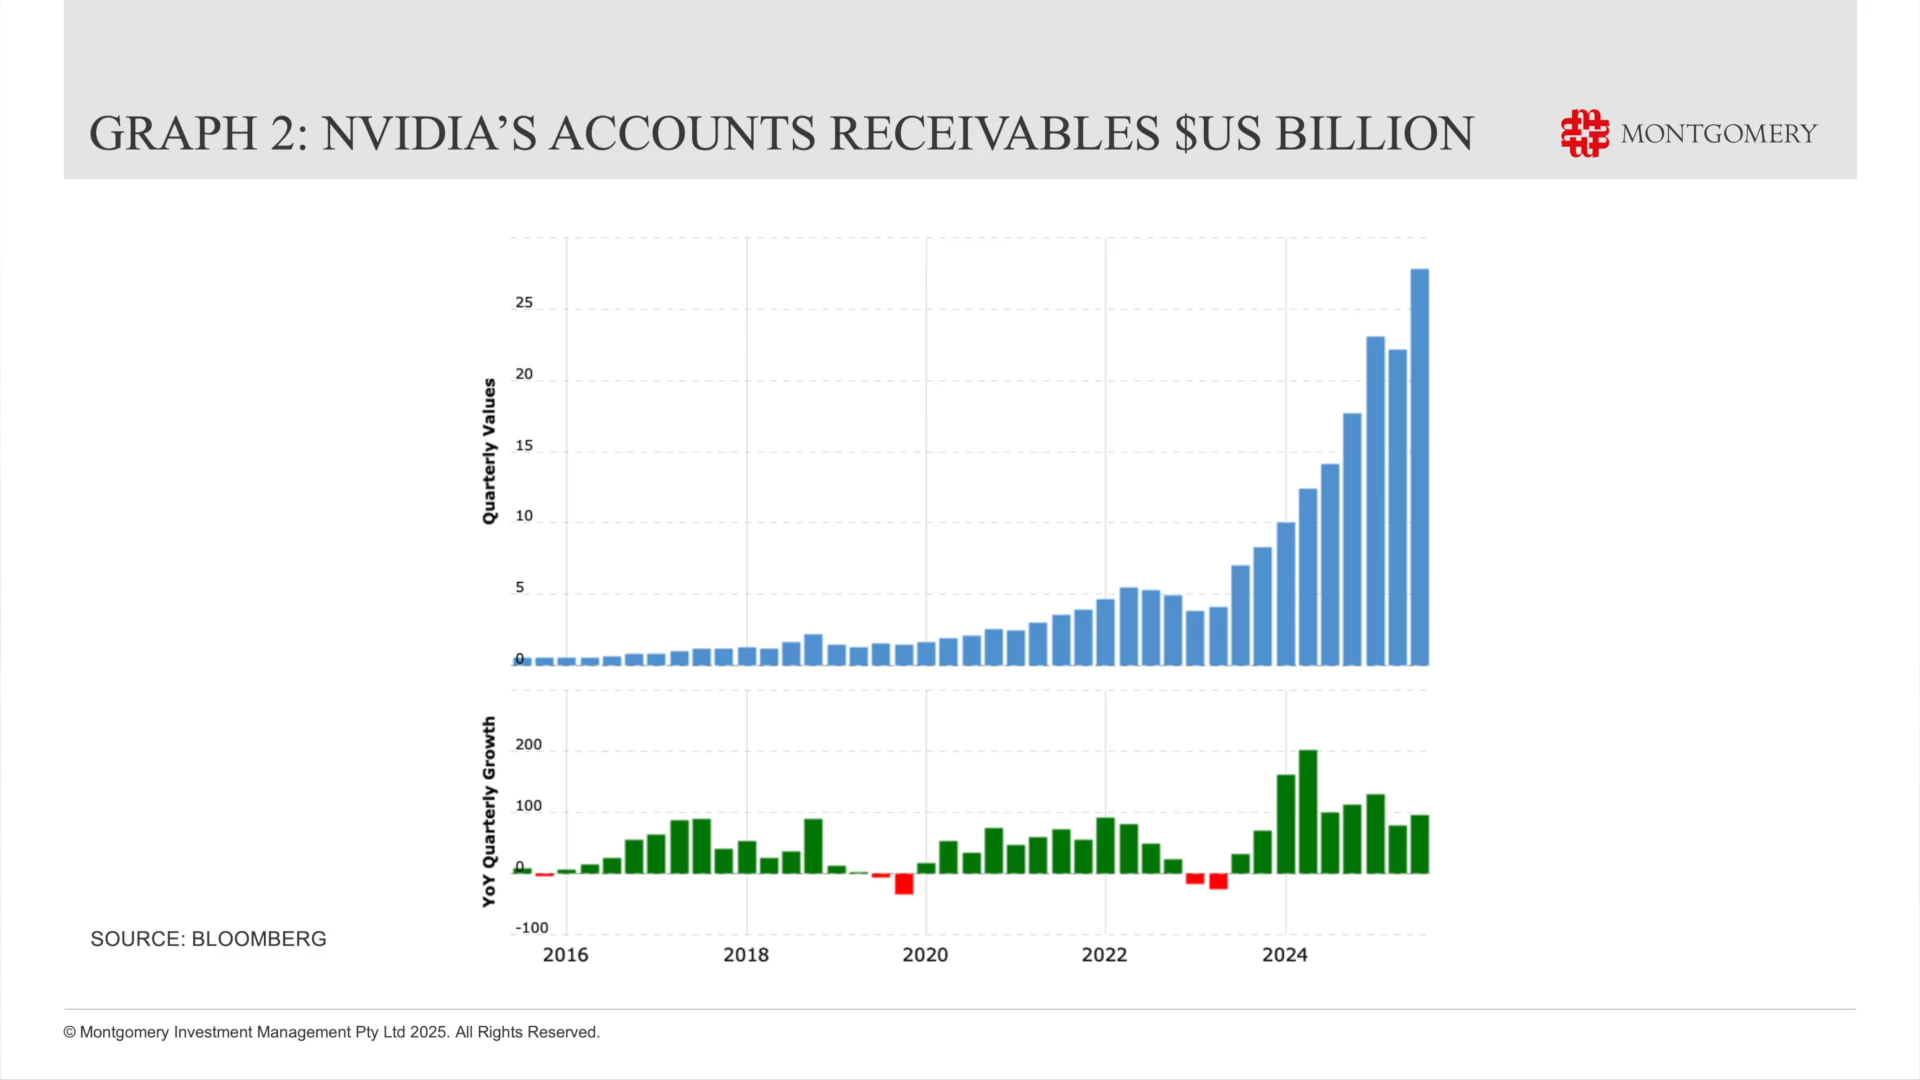 GRAPH 2: NVIDIA’S ACCOUNTS RECEIVABLES $US BILLION
MONTGOMERY
Quarterly Values
25
20
15
10
5
0
YoY Quarterly Growth
200
100
0
-100
2016 2018 2020 2022 2024
SOURCE: BLOOMBERG
© Montgomery Investment Management Pty Ltd 2025. All Rights Reserved.